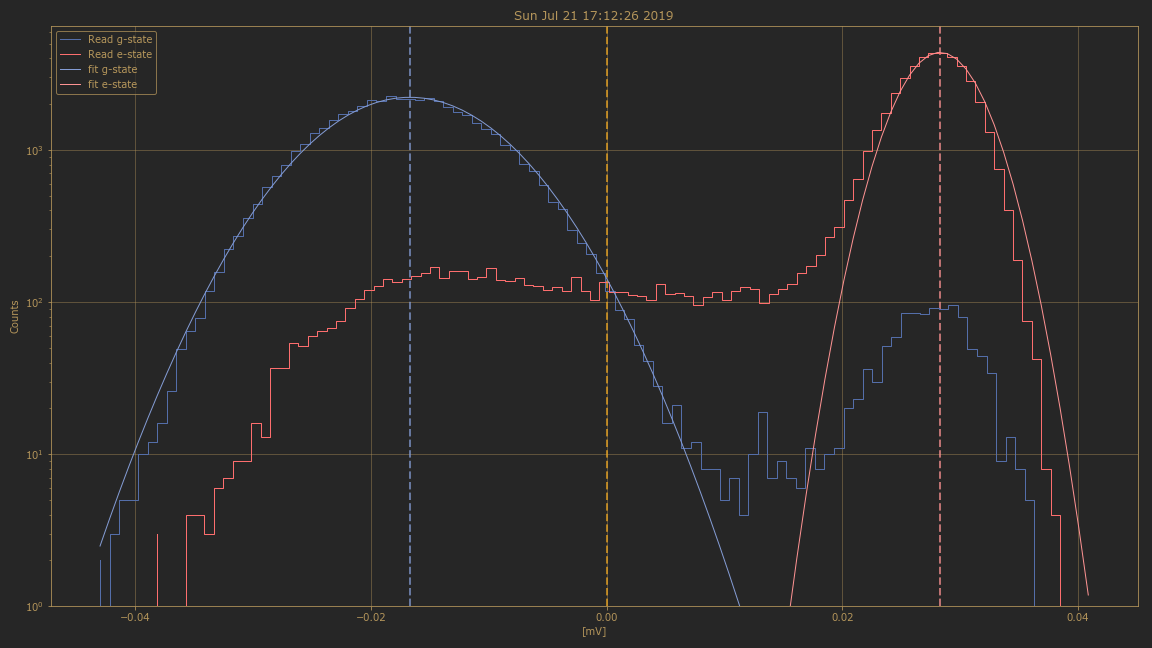 Sun Jul 21 17:12:26 2019
Read g-state
Read e-state
fit g-state
fit e-state
Counts
10³
10²
10¹
10⁰
−0.04
−0.02
0.00
0.02
0.04
[mV]